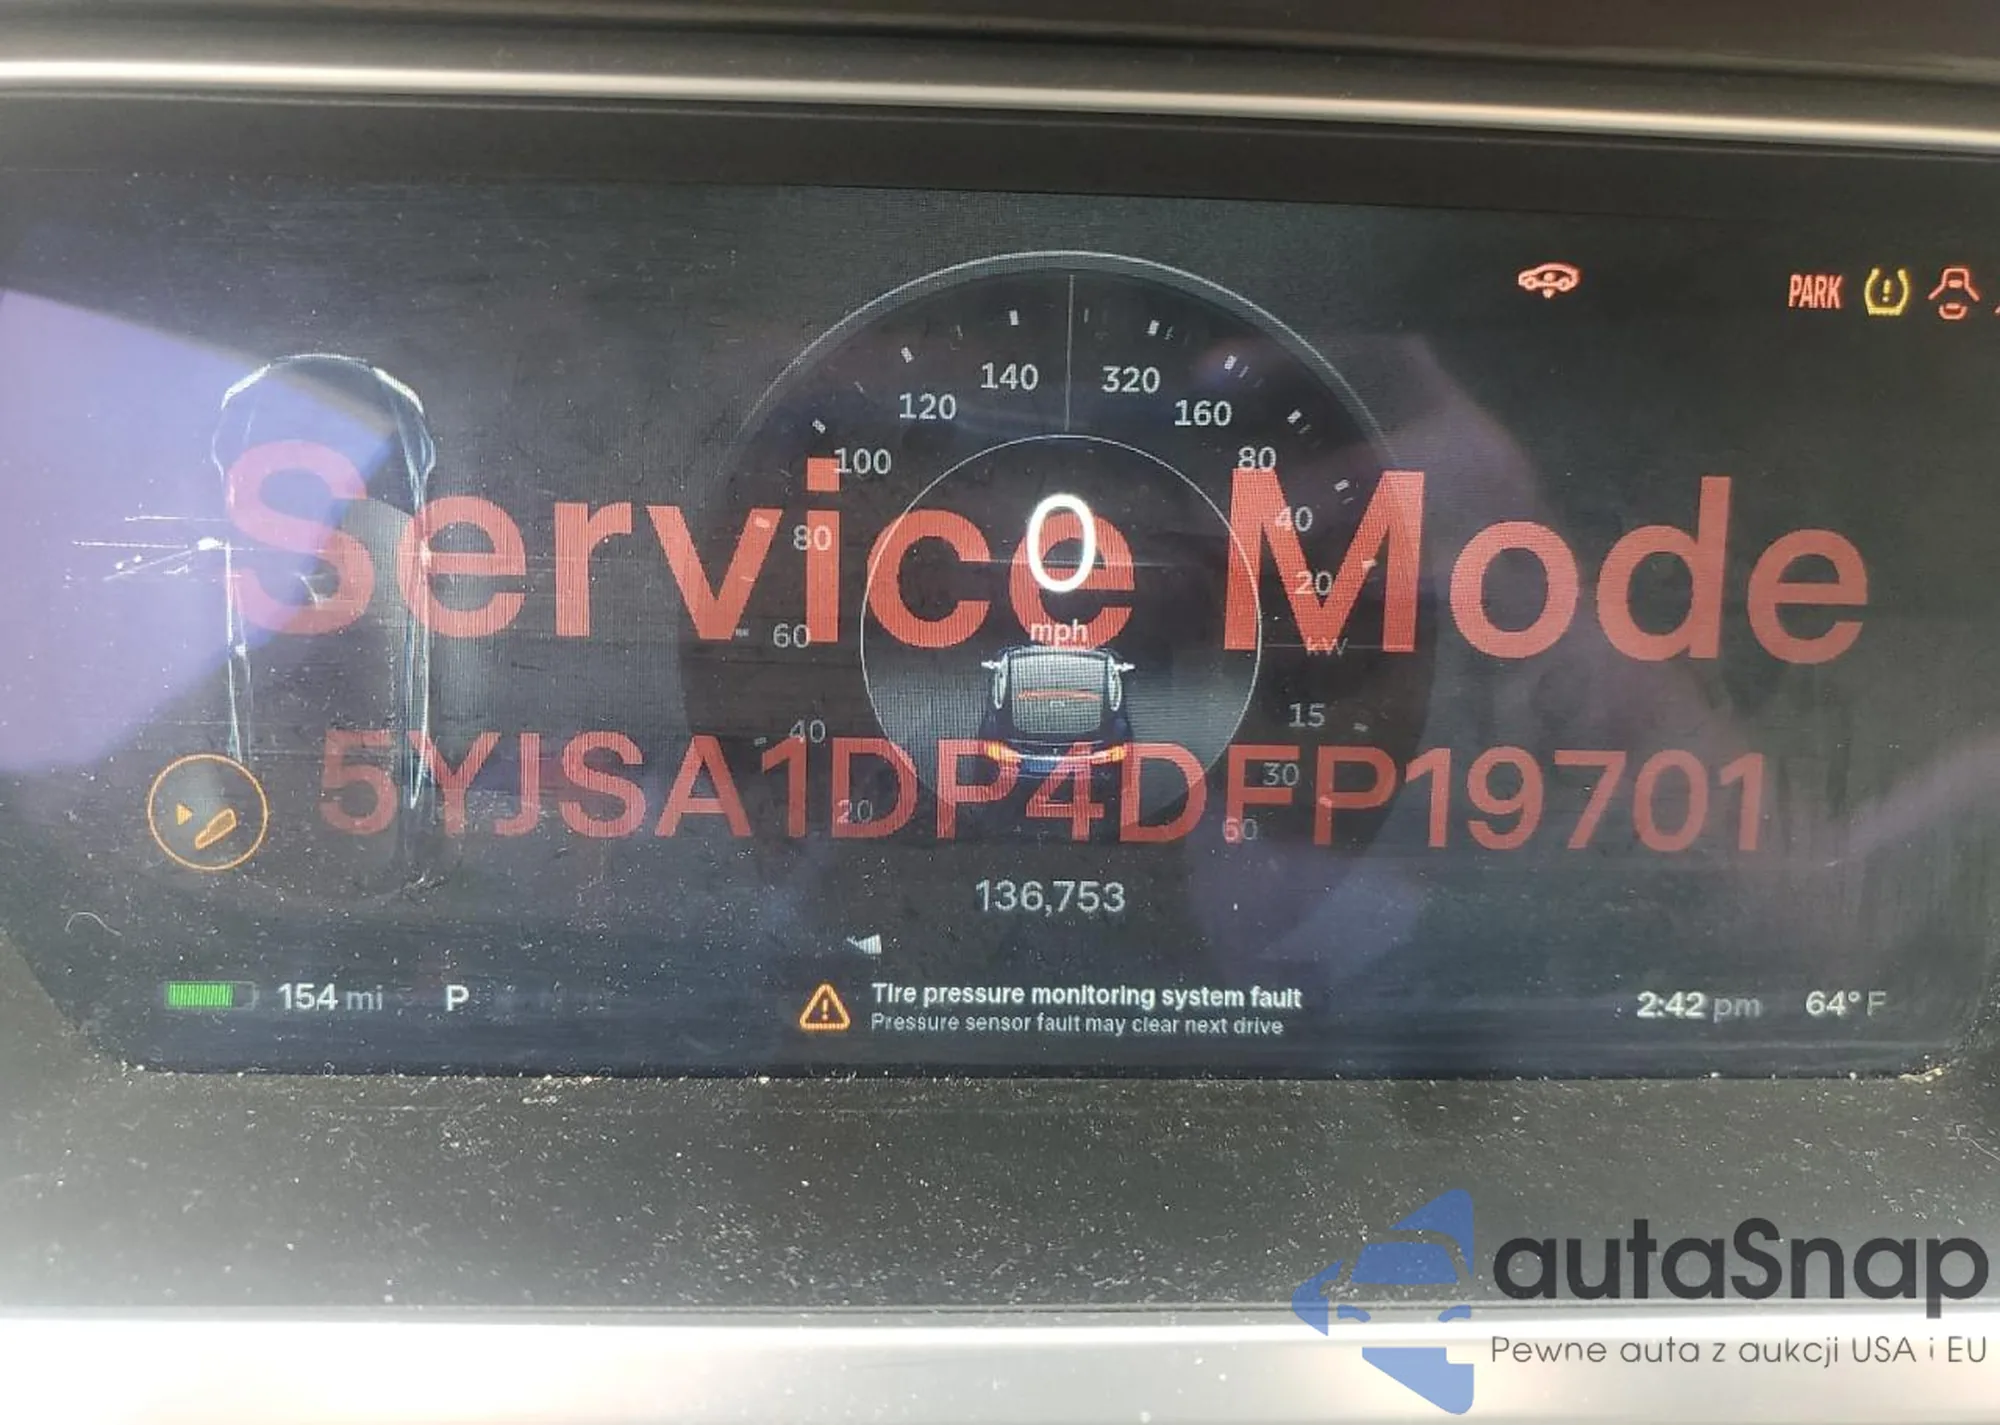 PARK
140 320
120 160
100 80
0
80 40
Service Mode
20
60 mph kW
40 15
5YJSA1DP4DFP19701
20 30
60
136,753
154 mi P
Tire pressure monitoring system fault
Pressure sensor fault may clear next drive
2:42 pm 64° F
autaSnap
Pewne auta z aukcji USA i EU